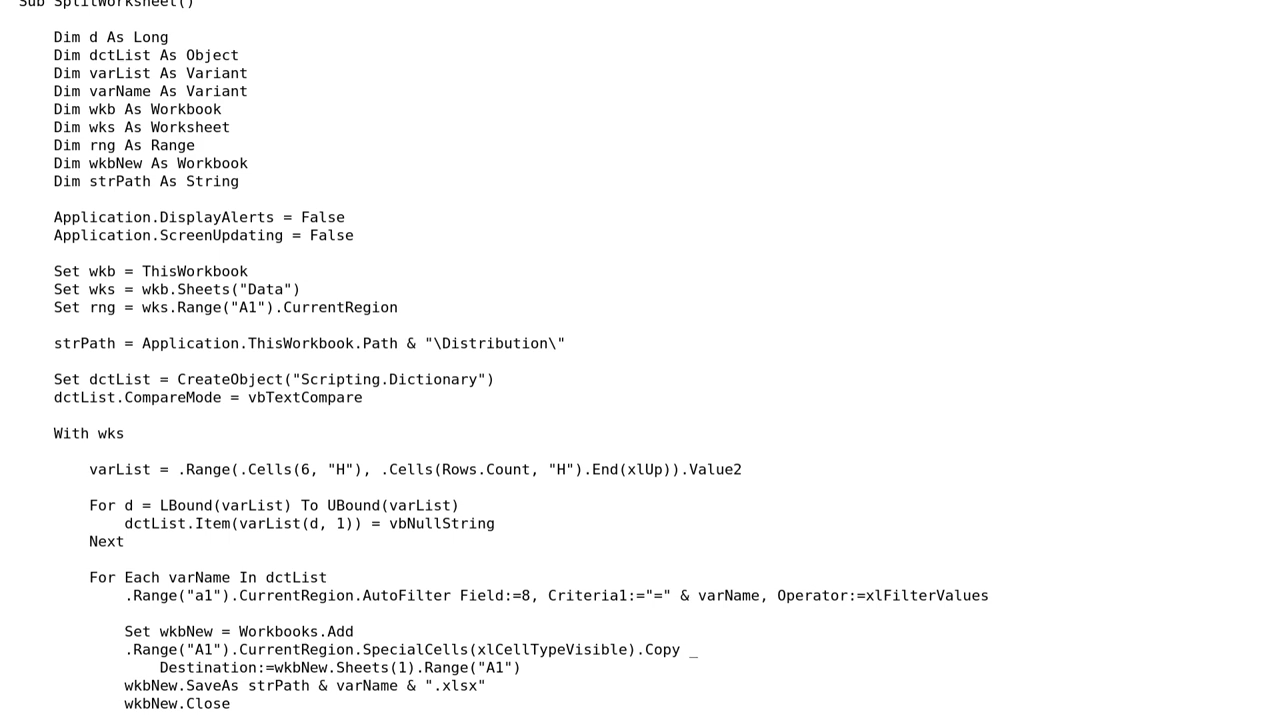 Sub SplitWorksheet()
Dim d As Long
Dim dctList As Object
Dim varList As Variant
Dim varName As Variant
Dim wkb As Workbook
Dim wks As Worksheet
Dim rng As Range
Dim wkbNew As Workbook
Dim strPath As String
Application.DisplayAlerts = False
Application.ScreenUpdating = False
Set wkb = ThisWorkbook
Set wks = wkb.Sheets("Data")
Set rng = wks.Range("A1").CurrentRegion
strPath = Application.ThisWorkbook.Path & "\Distribution\"
Set dctList = CreateObject("Scripting.Dictionary")
dctList.CompareMode = vbTextCompare
With wks
varList = .Range(.Cells(6, "H"), .Cells(Rows.Count, "H").End(xlUp)).Value2
For d = LBound(varList) To UBound(varList)
dctList.Item(varList(d, 1)) = vbNullString
Next
For Each varName In dctList
.Range("a1").CurrentRegion.AutoFilter Field:=8, Criteria1:="=" & varName, Operator:=xlFilterValues
Set wkbNew = Workbooks.Add
.Range("A1").CurrentRegion.SpecialCells(xlCellTypeVisible).Copy _
Destination:=wkbNew.Sheets(1).Range("A1")
wkbNew.SaveAs strPath & varName & ".xlsx"
wkbNew.Close